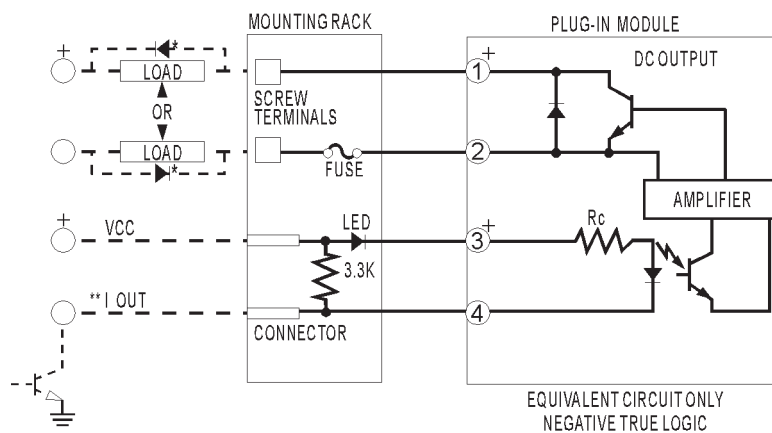 MOUNTING RACK
PLUG-IN MODULE
+
*
LOAD
OR
LOAD
*
SCREW
TERMINALS
FUSE
1
+
2
DC OUTPUT
AMPLIFIER
+
VCC
LED
3.3K
3
+
Rc
** I OUT
CONNECTOR
4
EQUIVALENT CIRCUIT ONLY
NEGATIVE TRUE LOGIC